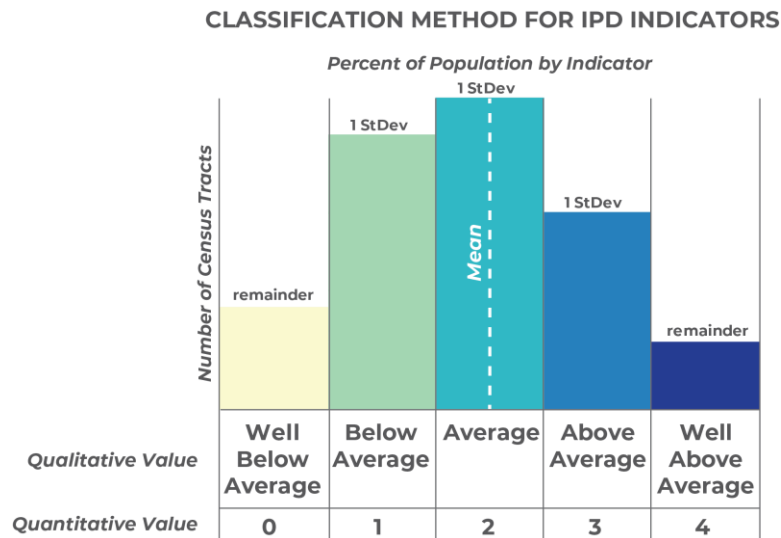 CLASSIFICATION METHOD FOR IPD INDICATORS
Percent of Population by Indicator
1 StDev
1 StDev
1 StDev
remainder
remainder
Mean
Number of Census Tracts
Qualitative Value
Well Below Average
Below Average
Average
Above Average
Well Above Average
Quantitative Value
0
1
2
3
4